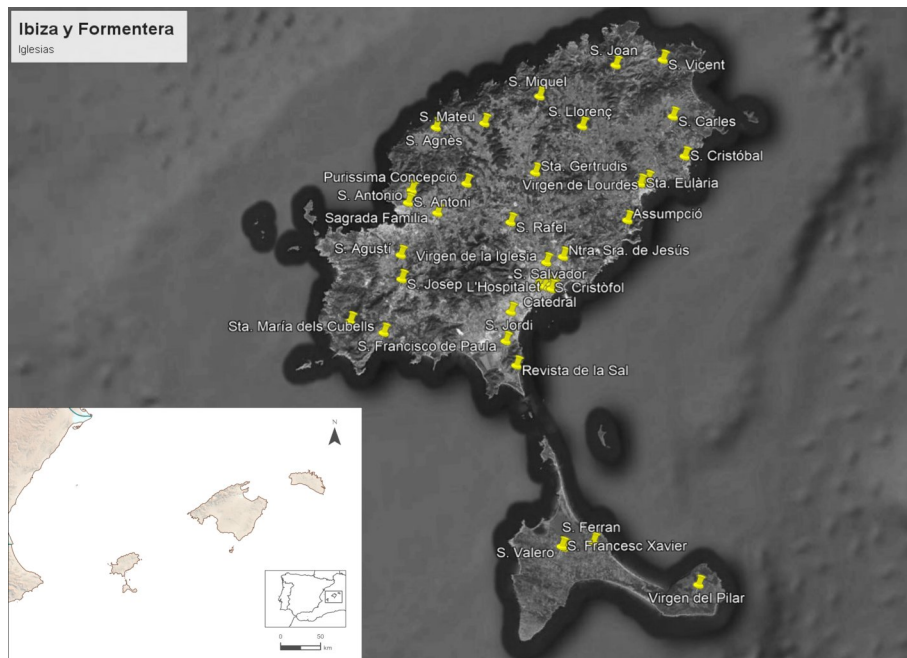 Ibiza y Formentera
Iglesias
S. Joan
S. Vicent
S. Miquel
S. Llorenç
S. Mateu
S. Carles
S. Agnès
S. Cristóbal
Sta. Gertrudis
Purissima Concepció
Virgen de Lourdes
Sta. Eulària
S. Antonio
S. Antoni
Sagrada Familia
Assumpció
S. Rafel
S. Agustí
Virgen de la Iglesia
Ntra. Sra. de Jesús
S. Salvador
S. Josep
L'Hospitalet
S. Cristòfol
Catedral
Sta. María dels Cubells
S. Jordi
S. Francisco de Paula
Revista de la Sal
N
S. Ferran
S. Valero
S. Francesc Xavier
Virgen del Pilar
0 50
km